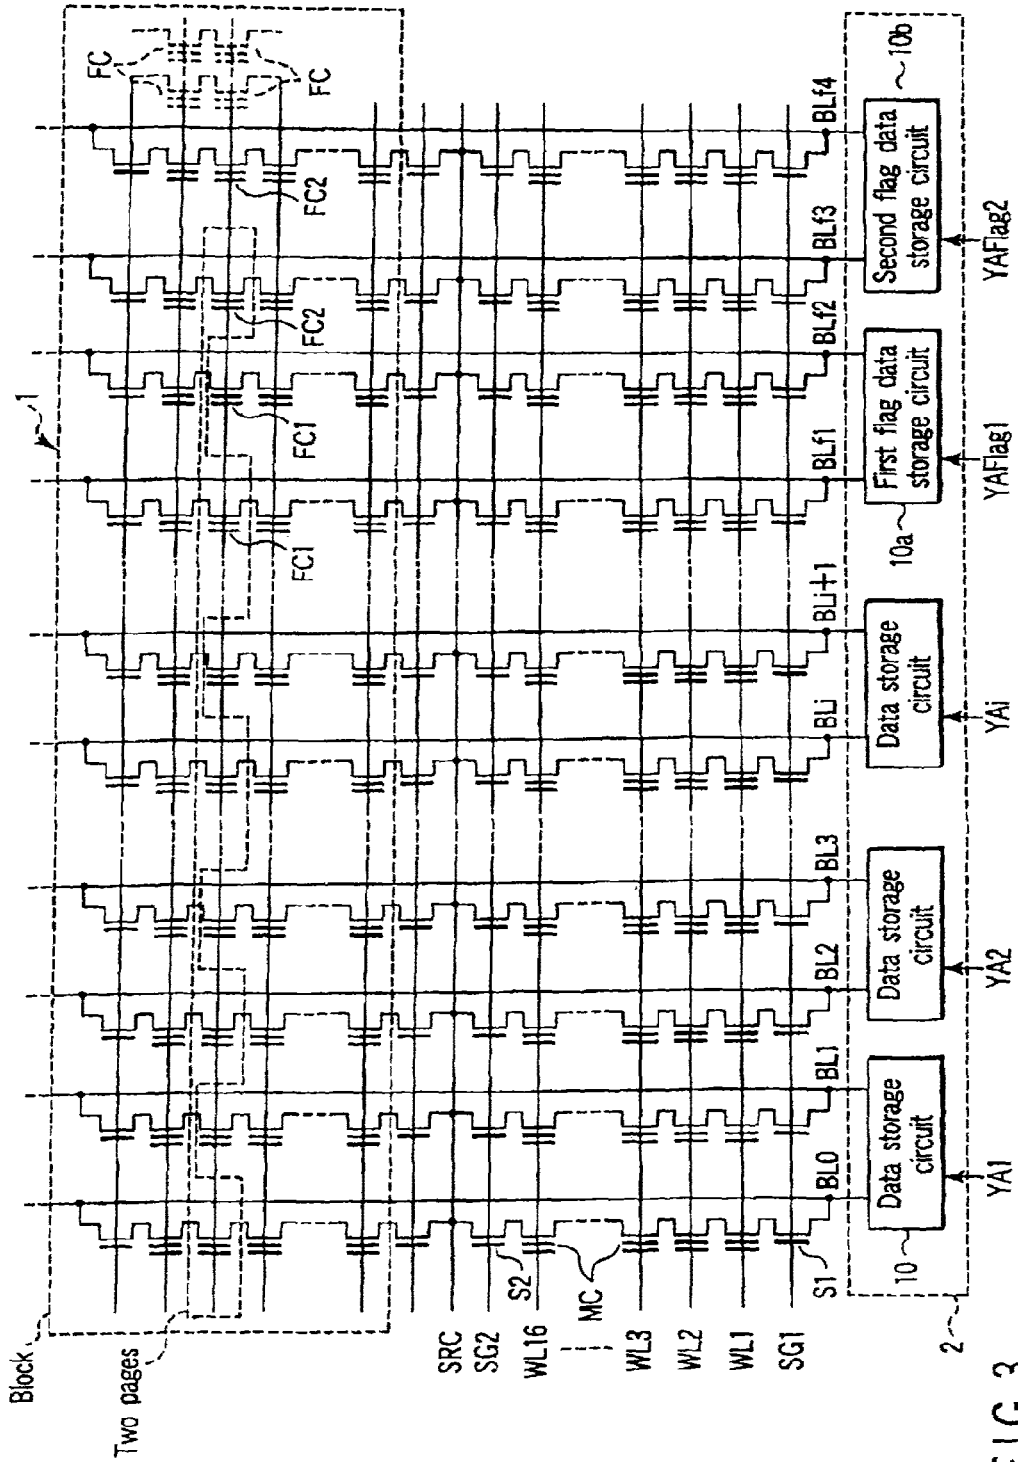 Block
1
Two pages
FC
FC
FC1
FC1
FC2
FC2
SRC
SG2
S2
WL16
MC
WL3
WL2
WL1
SG1
S1
BL0
BL1
BL2
BL3
BLi
BLi+1
BLf1
BLf2
BLf3
BLf4
10
Data storage
circuit
Data storage
circuit
Data storage
circuit
10a
First flag data
storage circuit
Second flag data
storage circuit
10b
2
YA1
YA2
YAi
YAFlag1
YAFlag2
FIG. 3